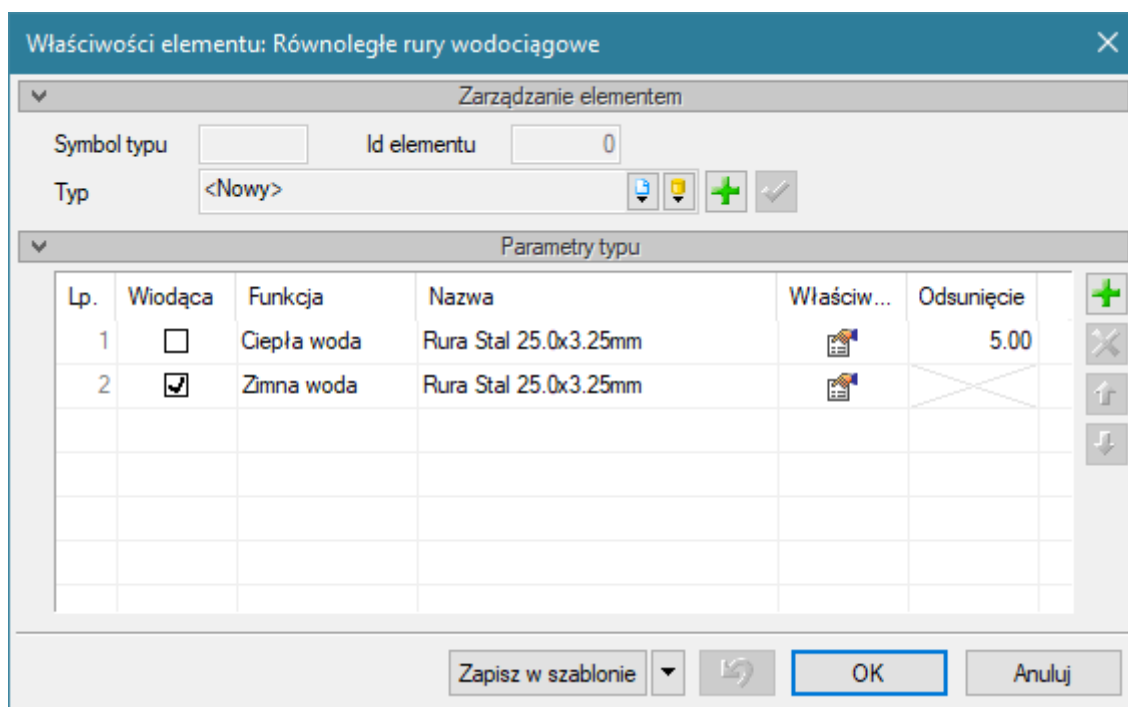 Właściwości elementu: Równoległe rury wodociągowe
Zarządzanie elementem
Symbol typu Id elementu 0
Typ <Nowy>
Parametry typu
Lp. Wiodąca Funkcja Nazwa Właściw... Odsunięcie
1 Ciepła woda Rura Stal 25.0x3.25mm 5.00
2 Zimna woda Rura Stal 25.0x3.25mm
Zapisz w szablonie OK Anuluj